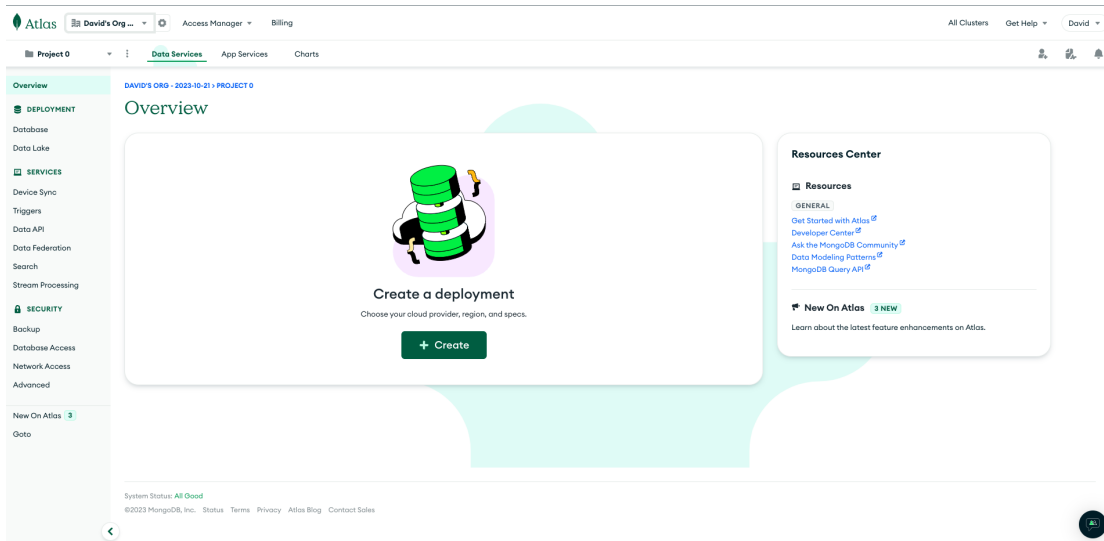 Atlas
David's Org ...
Access Manager
Billing
All Clusters
Get Help
David
Project 0
Data Services
App Services
Charts
Overview
DEPLOYMENT
Database
Data Lake
SERVICES
Device Sync
Triggers
Data API
Data Federation
Search
Stream Processing
SECURITY
Backup
Database Access
Network Access
Advanced
New On Atlas 3
Goto
DAVID'S ORG - 2023-10-21 > PROJECT 0
Overview
Create a deployment
Choose your cloud provider, region, and specs.
+ Create
Resources Center
Resources
GENERAL
Get Started with Atlas
Developer Center
Ask the MongoDB Community
Data Modeling Patterns
MongoDB Query API
New On Atlas 3 NEW
Learn about the latest feature enhancements on Atlas.
System Status: All Good
©2023 MongoDB, Inc. Status Terms Privacy Atlas Blog Contact Sales